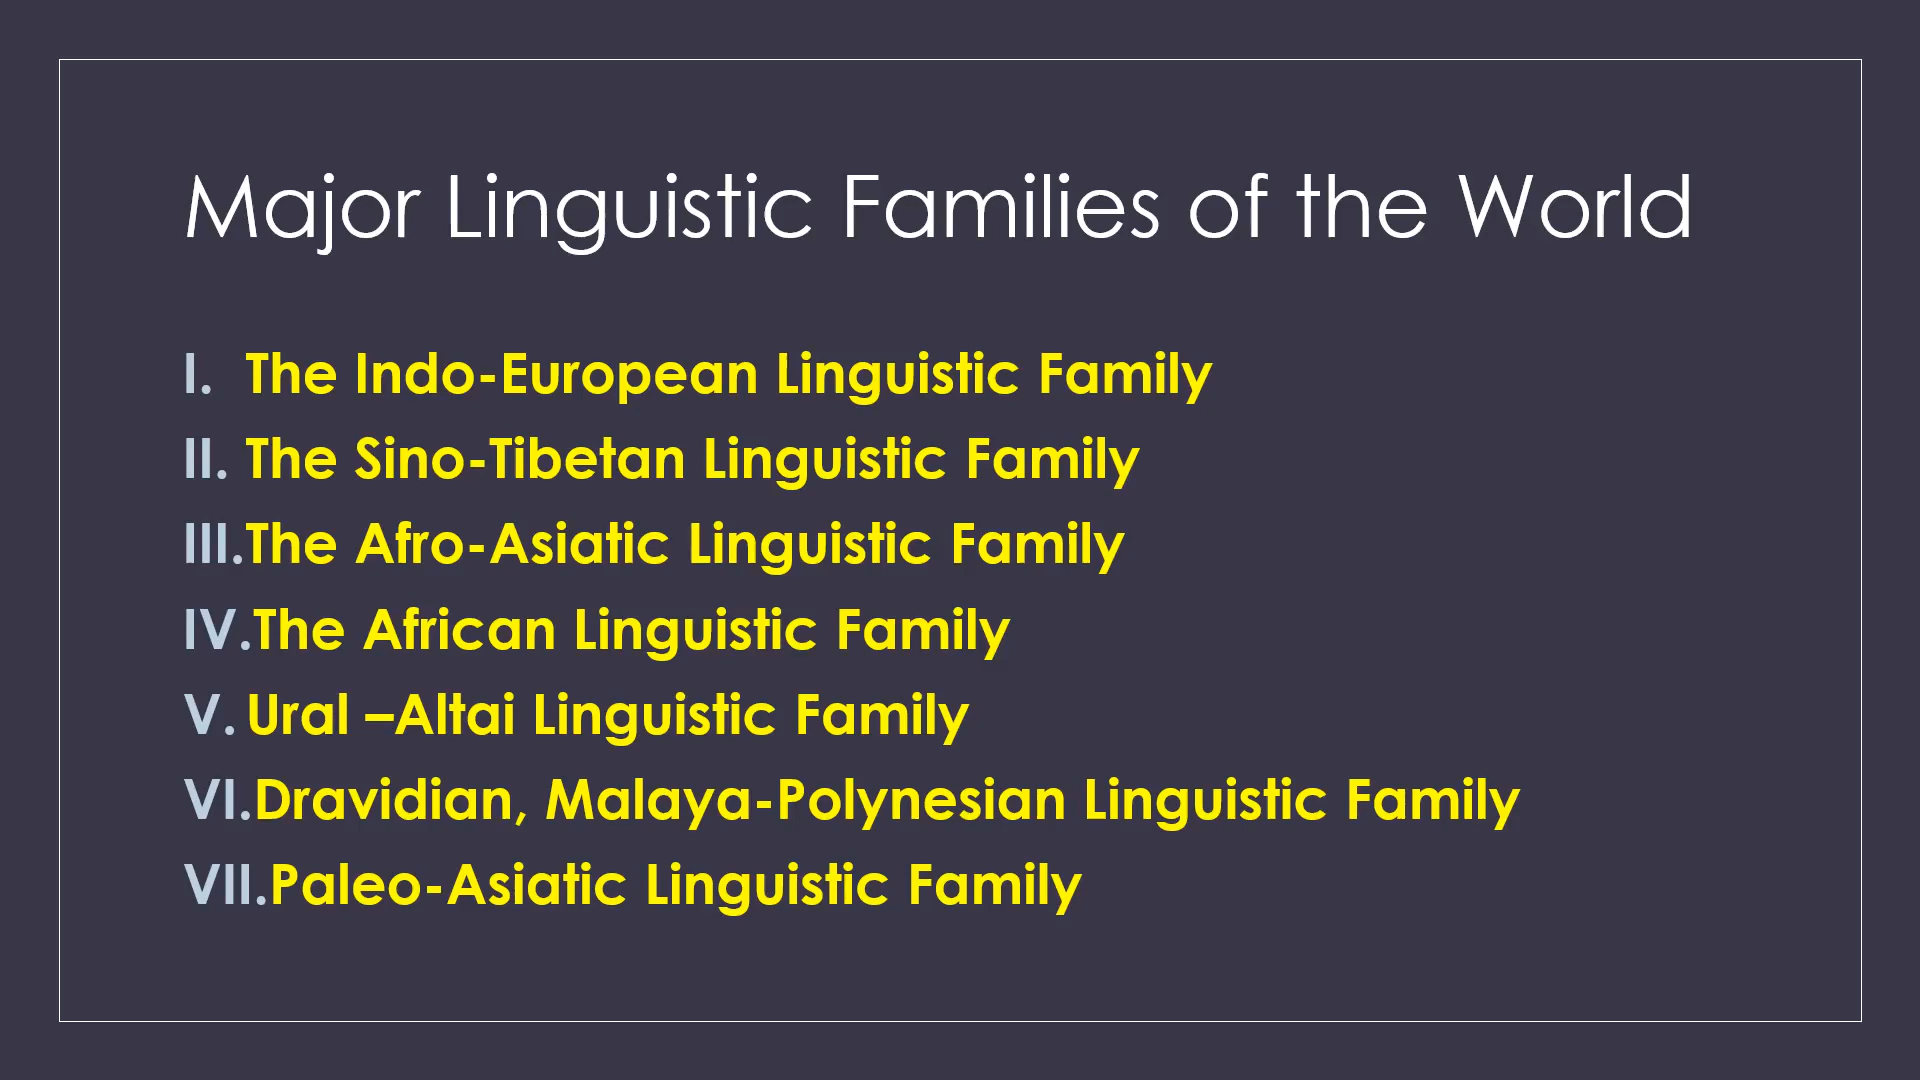 Major Linguistic Families of the World
I. The Indo-European Linguistic Family
II. The Sino-Tibetan Linguistic Family
III.The Afro-Asiatic Linguistic Family
IV.The African Linguistic Family
V. Ural –Altai Linguistic Family
VI.Dravidian, Malaya-Polynesian Linguistic Family
VII.Paleo-Asiatic Linguistic Family